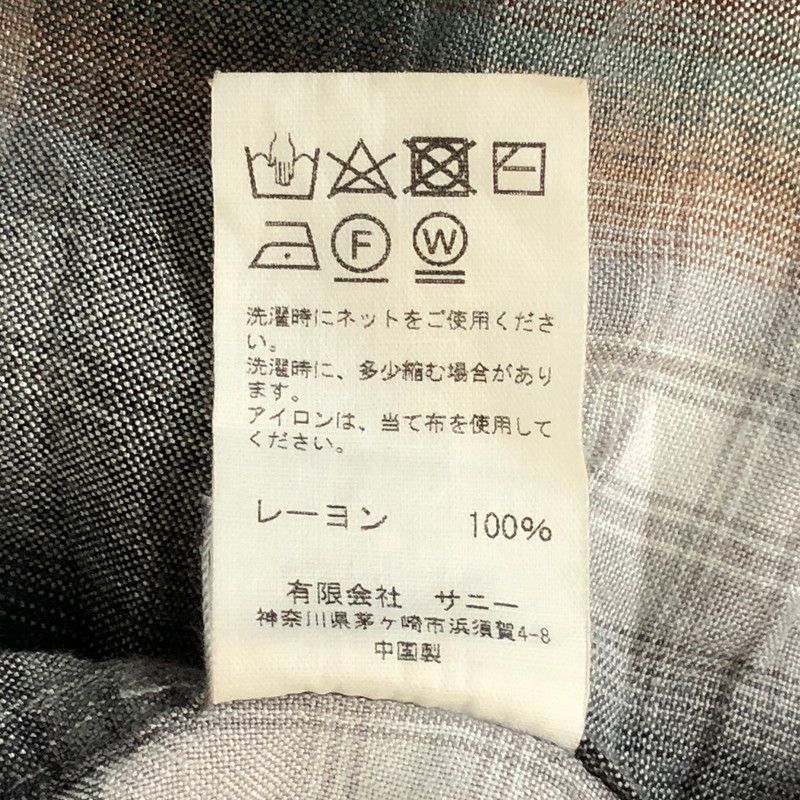 F W
洗濯時にネットをご使用くださ
い。
洗濯時に、多少縮む場合があり
ます。
アイロンは、当て布を使用して
ください。
レーヨン 100%
有限会社 サニー
神奈川県茅ヶ崎市浜須賀4-8
中国製